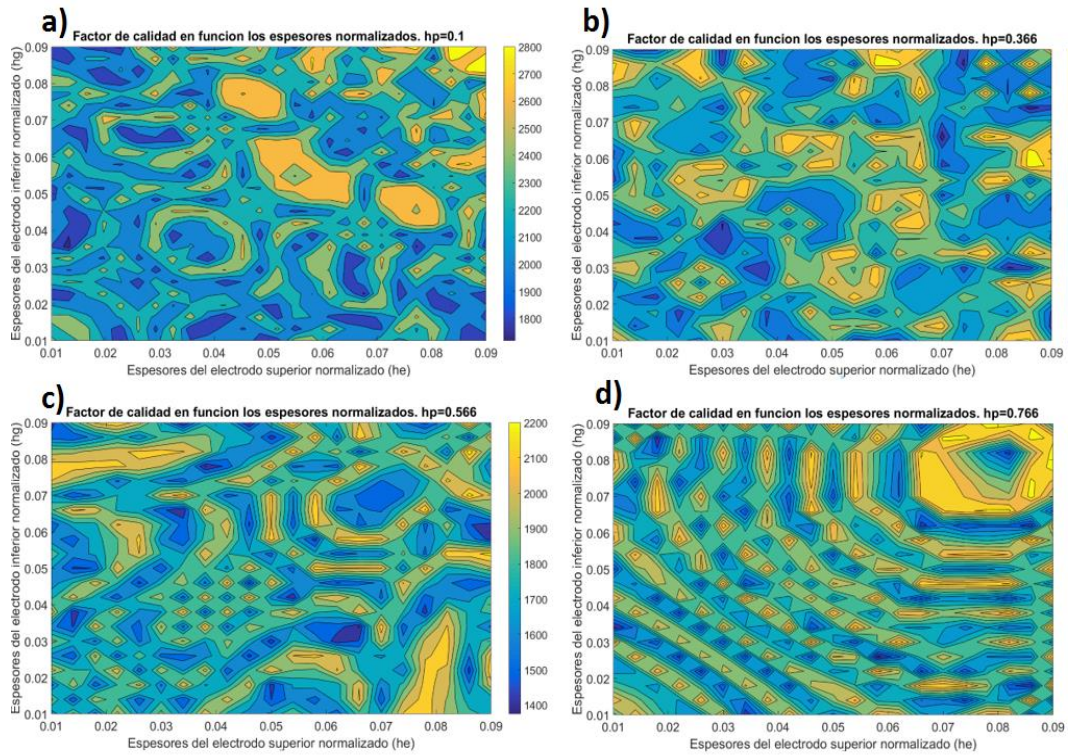 a)
Factor de calidad en funcion los espesores normalizados. hp=0.1
Espesores del electrodo inferior normalizado (hg)
0.09
0.08
0.07
0.06
0.05
0.04
0.03
0.02
0.01
0.01 0.02 0.03 0.04 0.05 0.06 0.07 0.08 0.09
Espesores del electrodo superior normalizado (he)
2800
2700
2600
2500
2400
2300
2200
2100
2000
1900
1800
b)
Factor de calidad en funcion los espesores normalizados. hp=0.366
Espesores del electrodo inferior normalizado (hg)
0.09
0.08
0.07
0.06
0.05
0.04
0.03
0.02
0.01
0.01 0.02 0.03 0.04 0.05 0.06 0.07 0.08 0.09
Espesores del electrodo superior normalizado (he)
c)
Factor de calidad en funcion los espesores normalizados. hp=0.566
Espesores del electrodo inferior normalizado (hg)
0.09
0.08
0.07
0.06
0.05
0.04
0.03
0.02
0.01
0.01 0.02 0.03 0.04 0.05 0.06 0.07 0.08 0.09
Espesores del electrodo superior normalizado (he)
2200
2100
2000
1900
1800
1700
1600
1500
1400
d)
Factor de calidad en funcion los espesores normalizados. hp=0.766
Espesores del electrodo inferior normalizado (hg)
0.09
0.08
0.07
0.06
0.05
0.04
0.03
0.02
0.01
0.01 0.02 0.03 0.04 0.05 0.06 0.07 0.08 0.09
Espesores del electrodo superior normalizado (he)